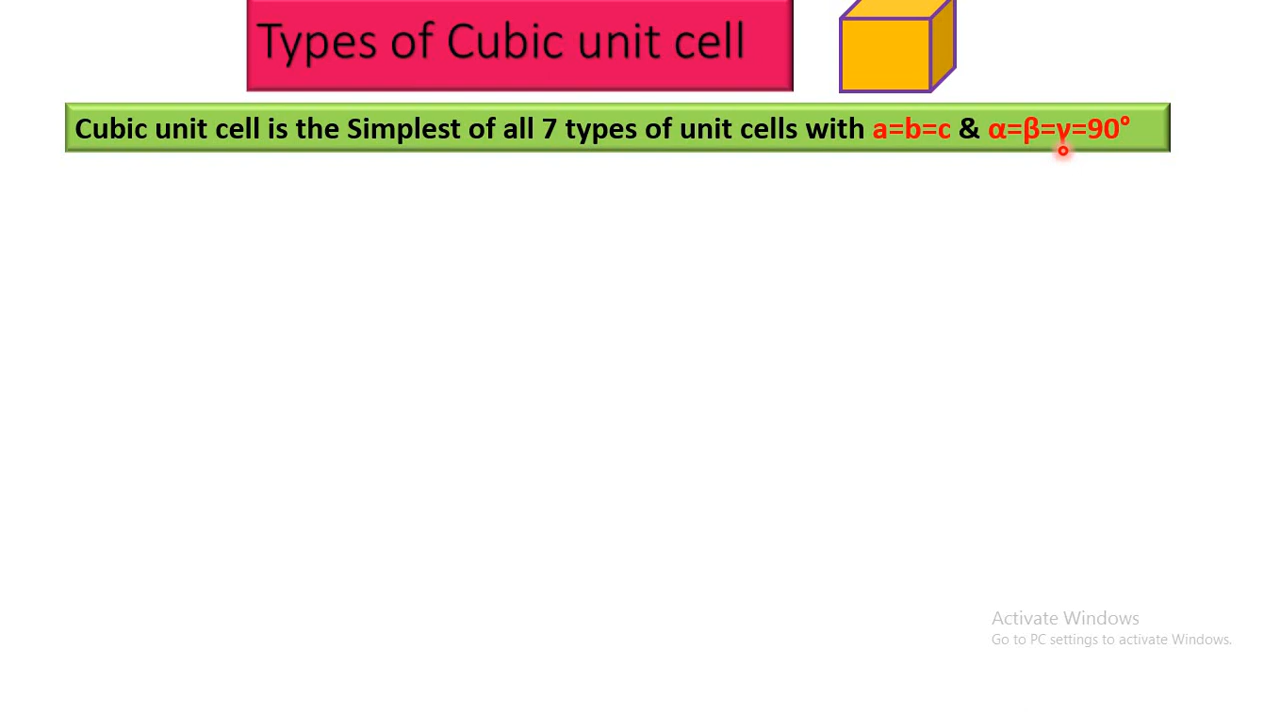 Types of Cubic unit cell
Cubic unit cell is the Simplest of all 7 types of unit cells with a=b=c & α=β=γ=90°
Activate Windows
Go to PC settings to activate Windows.